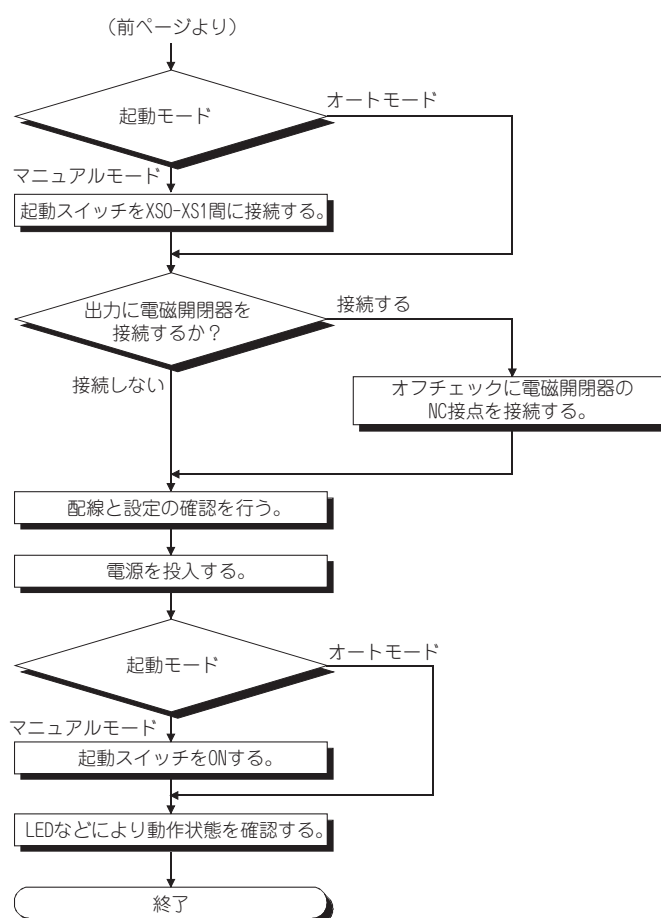 (前ページより)
起動モード
オートモード
マニュアルモード
起動スイッチをXS0-XS1間に接続する。
出力に電磁開閉器を
接続するか？
接続する
接続しない
オフチェックに電磁開閉器の
NC接点を接続する。
配線と設定の確認を行う。
電源を投入する。
起動モード
オートモード
マニュアルモード
起動スイッチをONする。
LEDなどにより動作状態を確認する。
終了